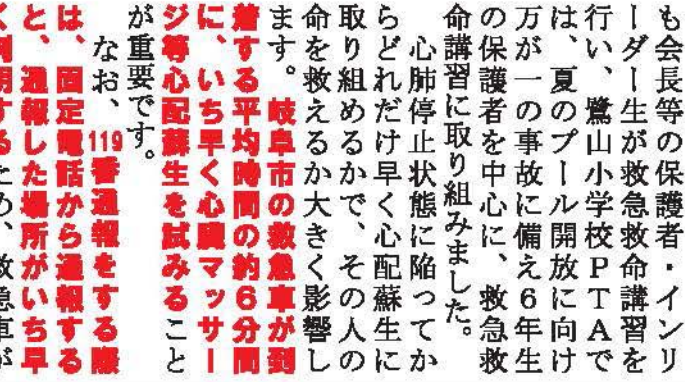 も会長等の保護者・インリ
ーダー生が救急救命講習を
行い、鷺山小学校PTAで
は、夏のプール開放に向け
万が一の事故に備え6年生
の保護者を中心に、救急救
命講習に取り組みました。
心肺停止状態に陥ってか
らどれだけ早く心配蘇生に
取り組めるかで、その人の
命を救えるか大きく影響し
ます。岐阜市の救急車が到
着する平均時間の約6分間
に、いち早く心臓マッサー
ジ等心配蘇生を試みること
が重要です。
なお、119番通報をする際
は、固定電話から通報する
と、通報した場所がいち早
く判明するため、救急車が